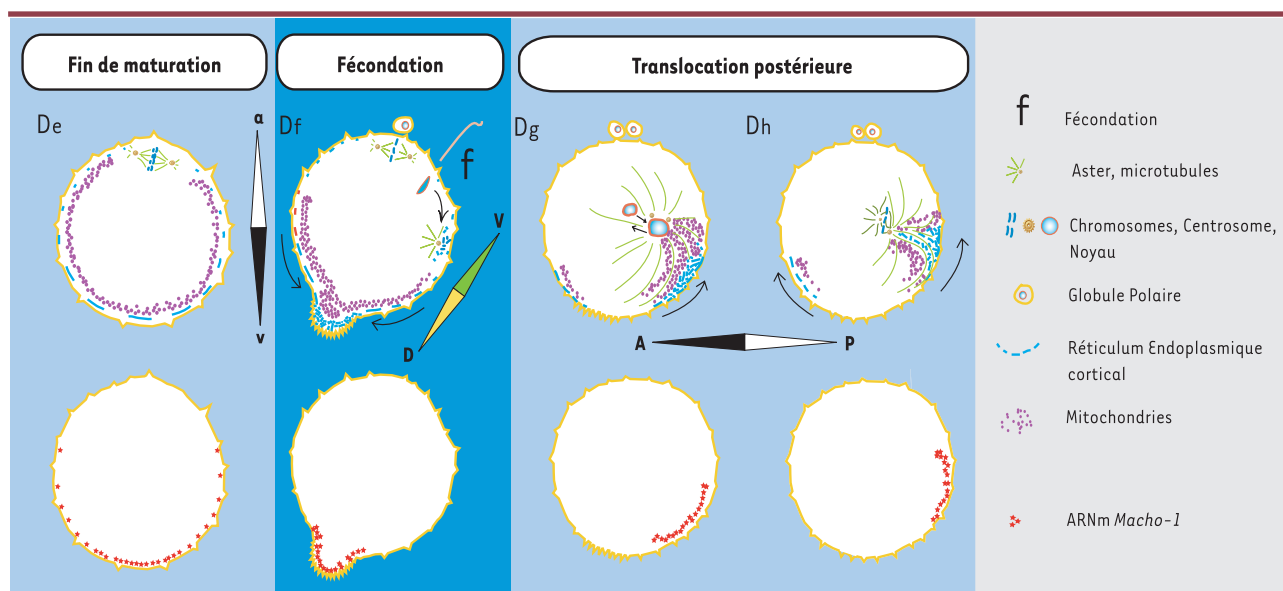 Fin de maturation
Fécondation
Translocation postérieure
De
a
v
Df
f
V
D
Dg
Dh
A
P
f
Fécondation
Aster, microtubules
Chromosomes, Centrosome,
Noyau
Globule Polaire
Réticulum Endoplasmique
cortical
Mitochondries
ARNm Macho-1